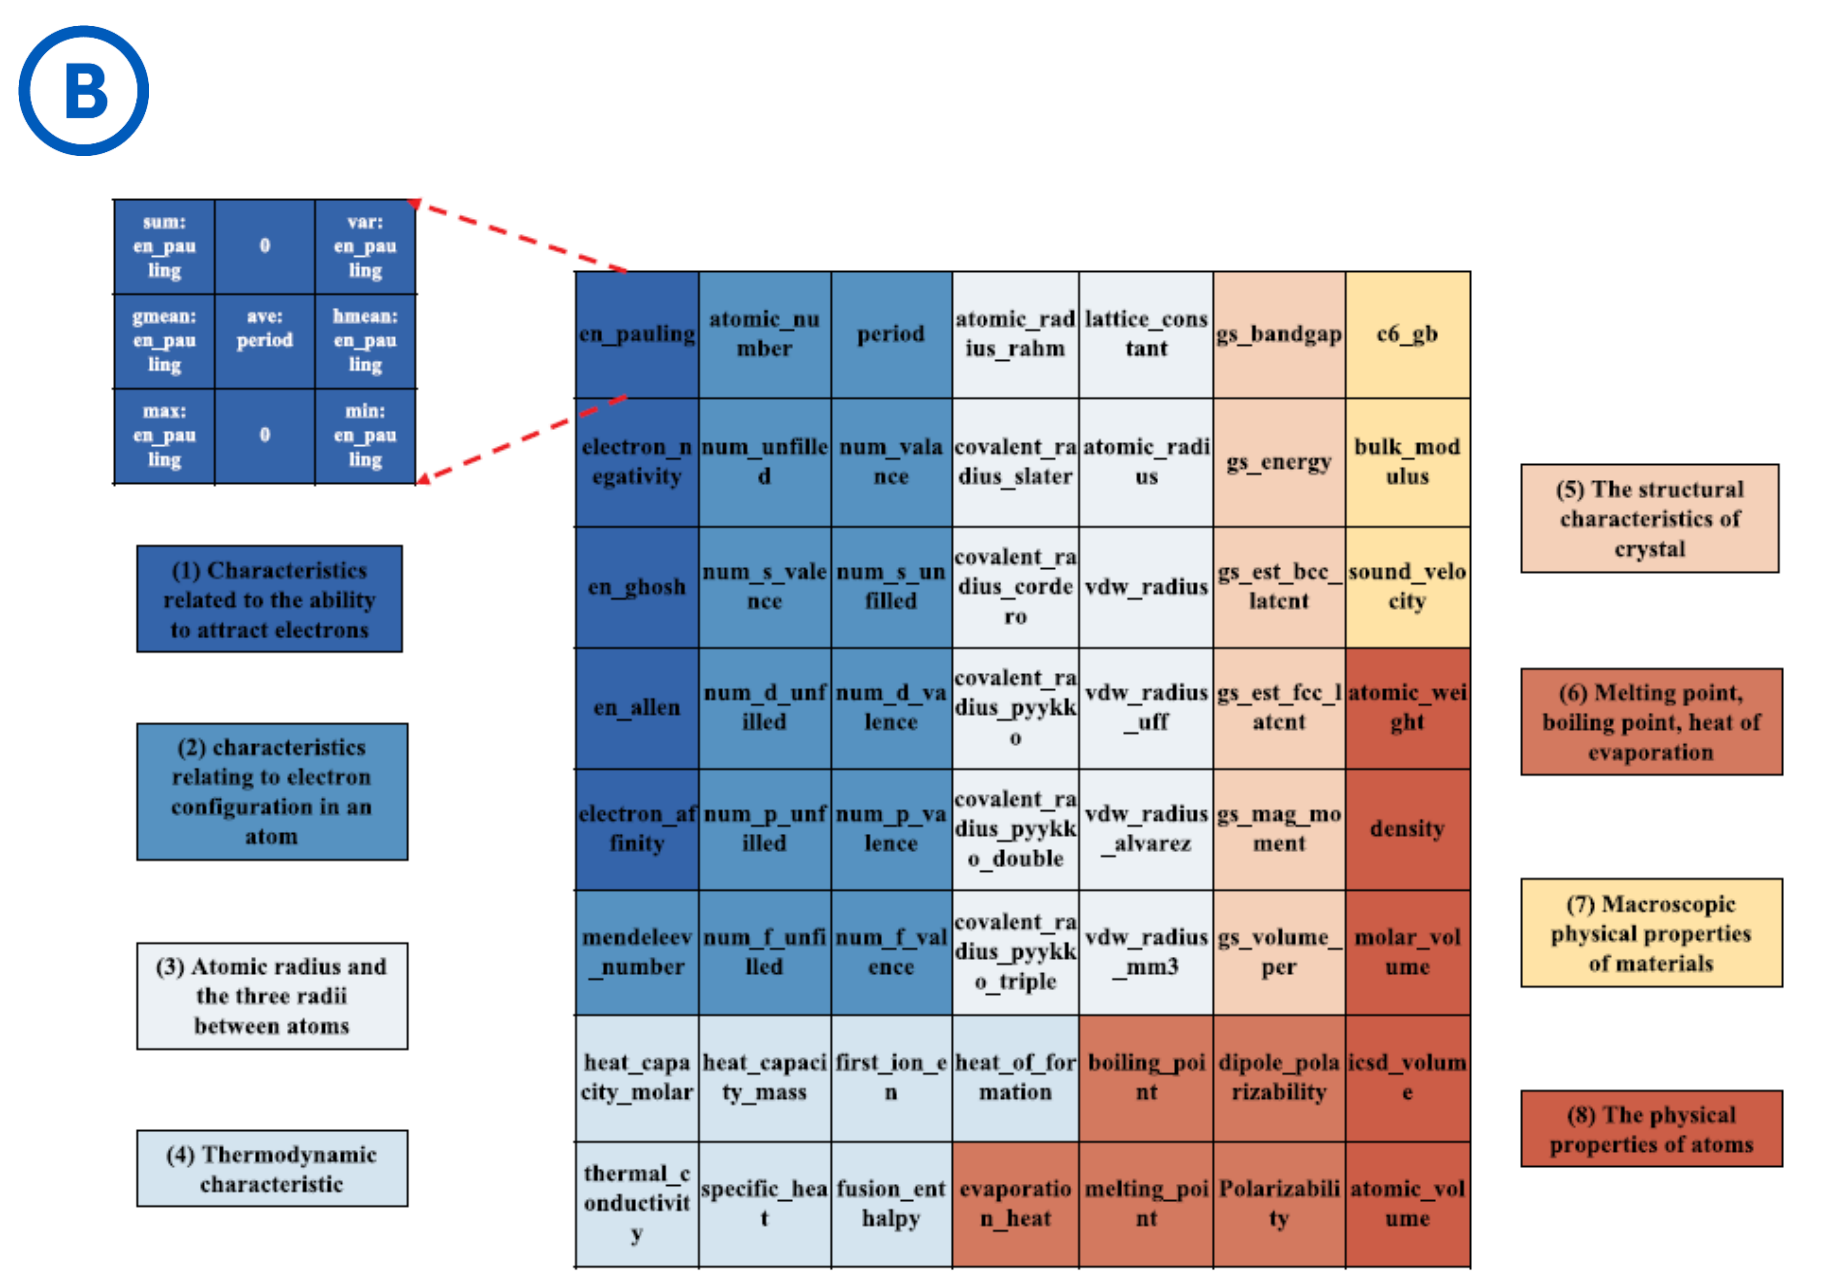 B
sum:
en_pau
ling
0
var:
en_pau
ling
gmean:
en_pau
ling
ave:
period
hmean:
en_pau
ling
max:
en_pau
ling
0
min:
en_pau
ling
(1) Characteristics
related to the ability
to attract electrons
(2) characteristics
relating to electron
configuration in an
atom
(3) Atomic radius and
the three radii
between atoms
(4) Thermodynamic
characteristic
en_pauling
atomic_nu
mber
period
atomic_rad
ius_rahm
lattice_cons
tant
gs_bandgap
c6_gb
electron_n
egativity
num_unfille
d
num_vala
nce
covalent_ra
dius_slater
atomic_radi
us
gs_energy
bulk_mod
ulus
en_ghosh
num_s_vale
nce
num_s_un
filled
covalent_ra
dius_corde
ro
vdw_radius
gs_est_bcc_
latcnt
sound_velo
city
en_allen
num_d_unf
illed
num_d_va
lence
covalent_ra
dius_pyykk
o
vdw_radius
_uff
gs_est_fcc_l
atcnt
atomic_wei
ght
electron_af
finity
num_p_unf
illed
num_p_va
lence
covalent_ra
dius_pyykk
o_double
vdw_radius
_alvarez
gs_mag_mo
ment
density
mendeleev
_number
num_f_unfi
lled
num_f_val
ence
covalent_ra
dius_pyykk
o_triple
vdw_radius
_mm3
gs_volume_
per
molar_vol
ume
heat_capa
city_molar
heat_capaci
ty_mass
first_ion_e
n
heat_of_for
mation
boiling_poi
nt
dipole_pola
rizability
icsd_volum
e
thermal_c
onductivit
y
specific_hea
t
fusion_ent
halpy
evaporatio
n_heat
melting_poi
nt
Polarizabili
ty
atomic_vol
ume
(5) The structural
characteristics of
crystal
(6) Melting point,
boiling point, heat of
evaporation
(7) Macroscopic
physical properties
of materials
(8) The physical
properties of atoms